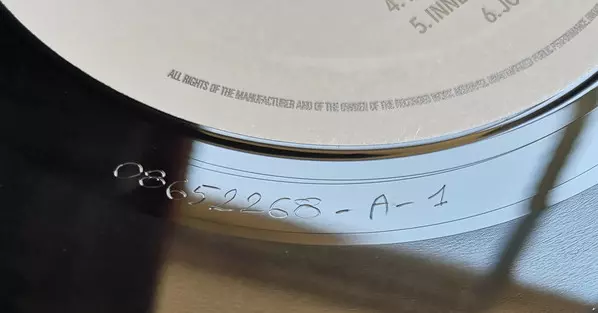 4.
5. INNE
6. JO
ALL RIGHTS OF THE MANUFACTURER AND OF THE OWNER OF THE RECORDED WORK RESERVED. UNAUTHORIZED PUBLIC PERFORMANCE,
08652268-A-1